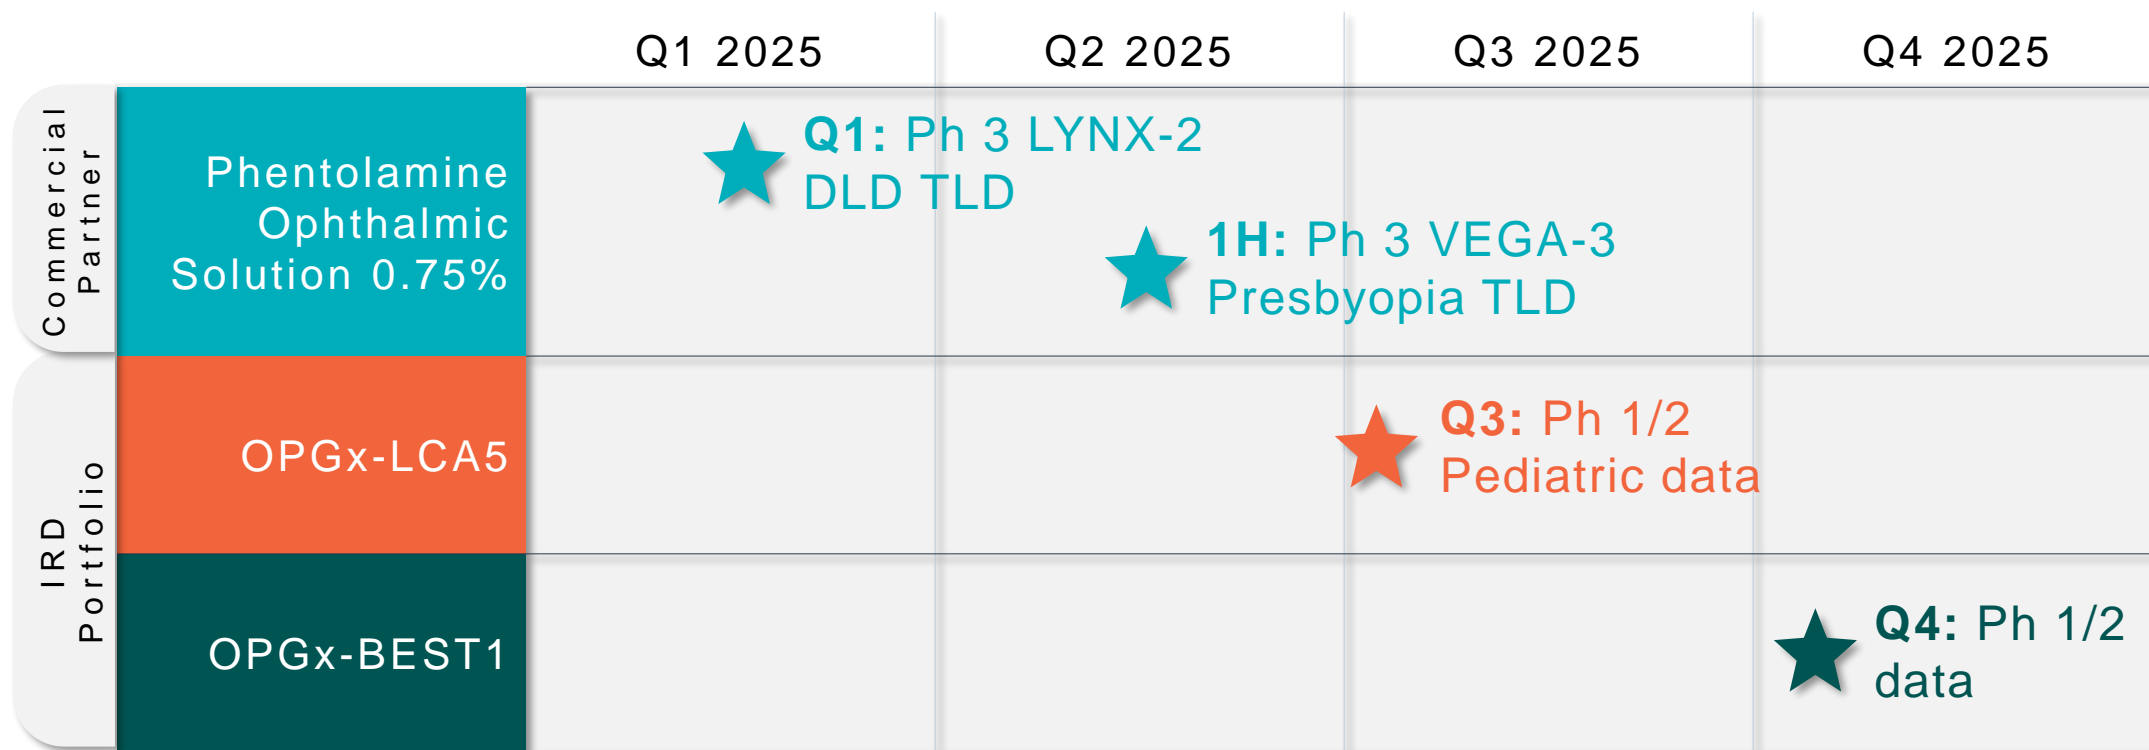 Q1 2025
Q2 2025
Q3 2025
Q4 2025
Commercial
Partner
Phentolamine
Ophthalmic
Solution 0.75%
Q1: Ph 3 LYNX-2
DLD TLD
1H: Ph 3 VEGA-3
Presbyopia TLD
IRD
Portfolio
OPGx-LCA5
Q3: Ph 1/2
Pediatric data
OPGx-BEST1
Q4: Ph 1/2
data